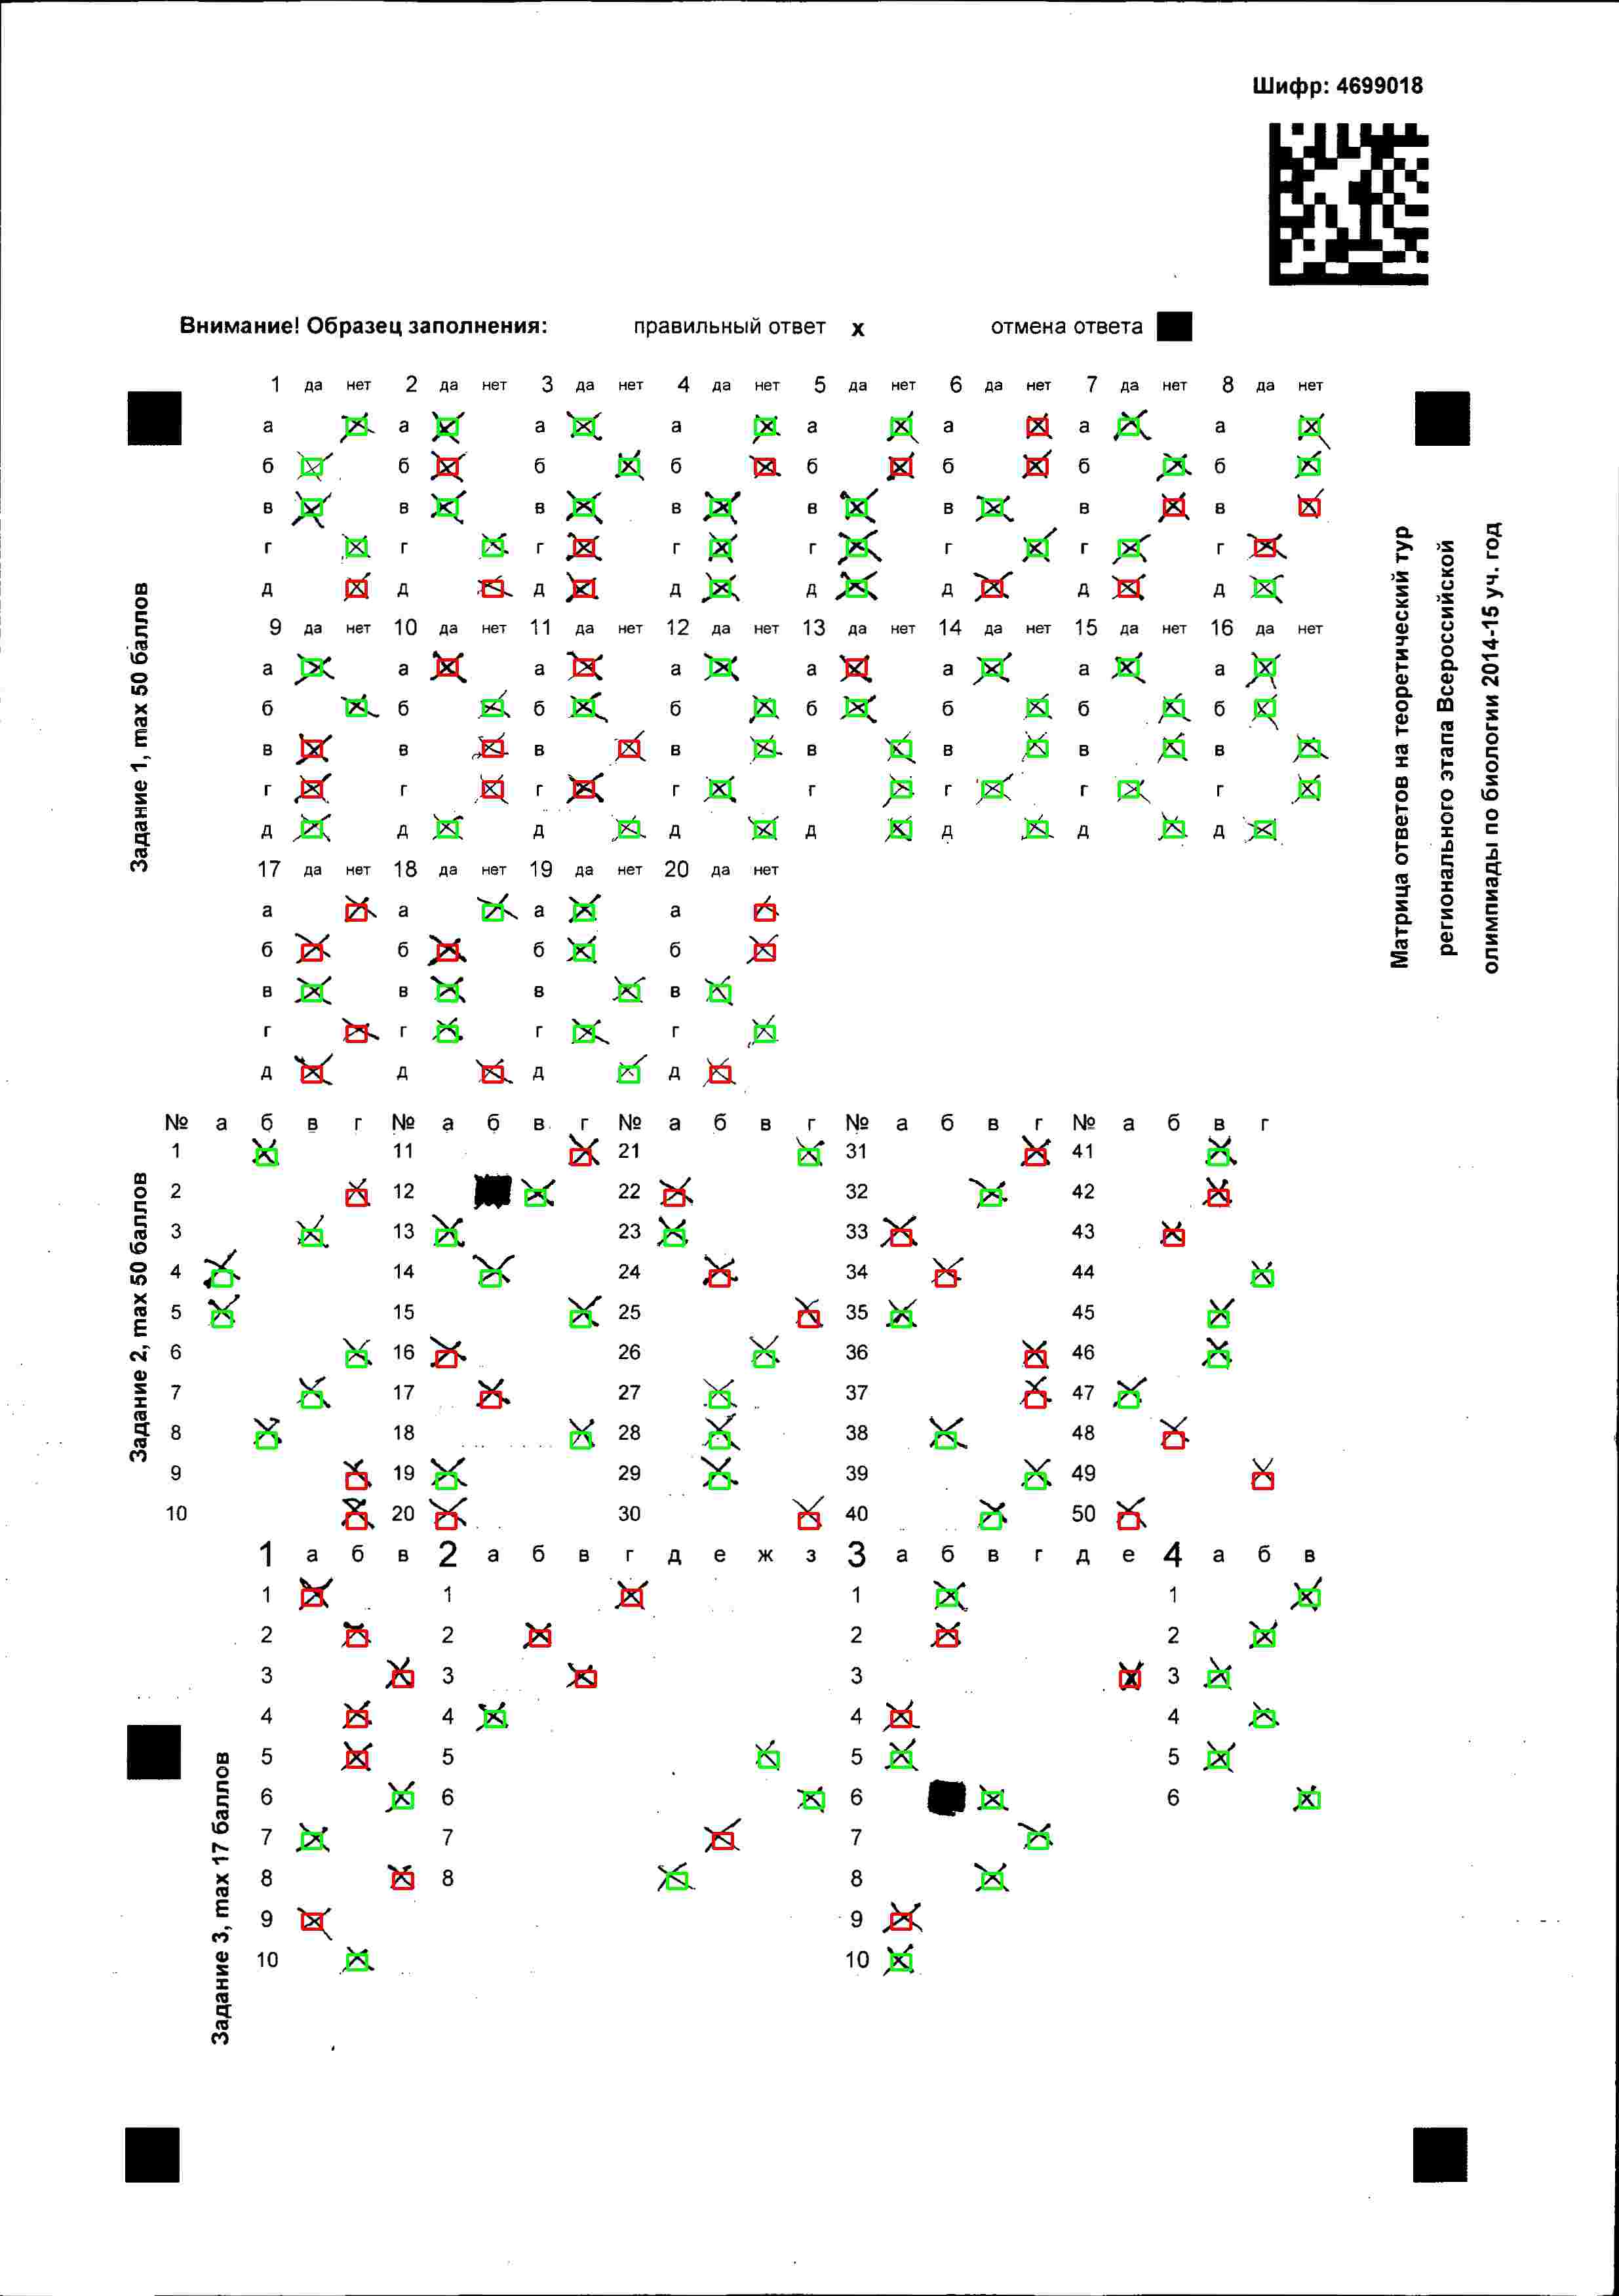 Шифр: 4699018
Внимание! Образец заполнения: правильный ответ х отмена ответа
Задание 1, max 50 баллов
1 да нет 2 да нет 3 да нет 4 да нет 5 да нет 6 да нет 7 да нет 8 да нет
а а а а а а а а
б б б б б б б б
в в в в в в в в
г г г г г г г г
д д д д д д д д
9 да нет 10 да нет 11 да нет 12 да нет 13 да нет 14 да нет 15 да нет 16 да нет
а а а а а а а а
б б б б б б б б
в в в в в в в в
г г г г г г г г
д д д д д д д д
17 да нет 18 да нет 19 да нет 20 да нет
а а а а
б б б б
в в в в
г г г г
д д д д
Матрица ответов на теоретический тур
регионального этапа Всероссийской
олимпиады по биологии 2014-15 уч. год
Задание 2, max 50 баллов
№ а б в г № а б в г № а б в г № а б в г № а б в г
1 11 21 31 41
2 12 22 32 42
3 13 23 33 43
4 14 24 34 44
5 15 25 35 45
6 16 26 36 46
7 17 27 37 47
8 18 28 38 48
9 19 29 39 49
10 20 30 40 50
Задание 3, max 17 баллов
1 а б в 2 а б в г д е ж з 3 а б в г д е 4 а б в
1 1 1 1
2 2 2 2
3 3 3 3
4 4 4 4
5 5 5 5
6 6 6 6
7 7 7
8 8 8
9 9
10 10